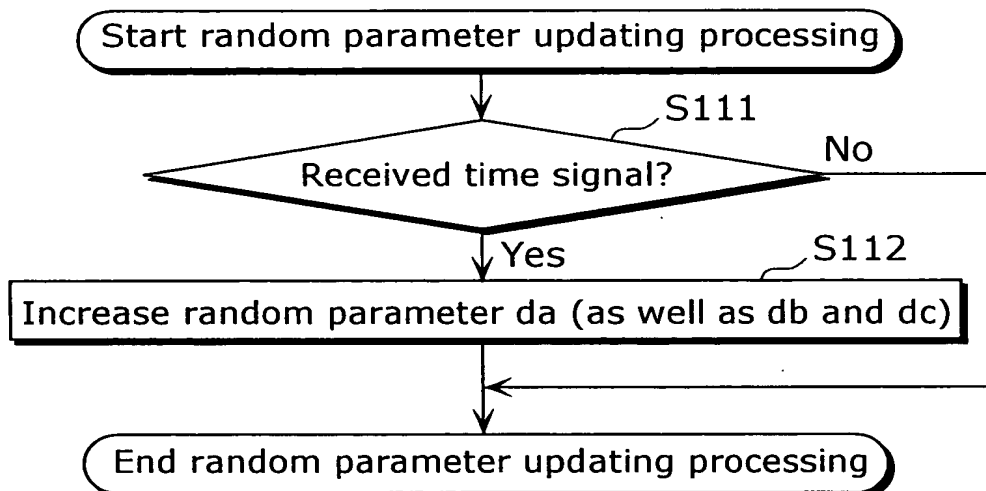 Start random parameter updating processing
S111
Received time signal?
No
Yes
S112
Increase random parameter da (as well as db and dc)
End random parameter updating processing